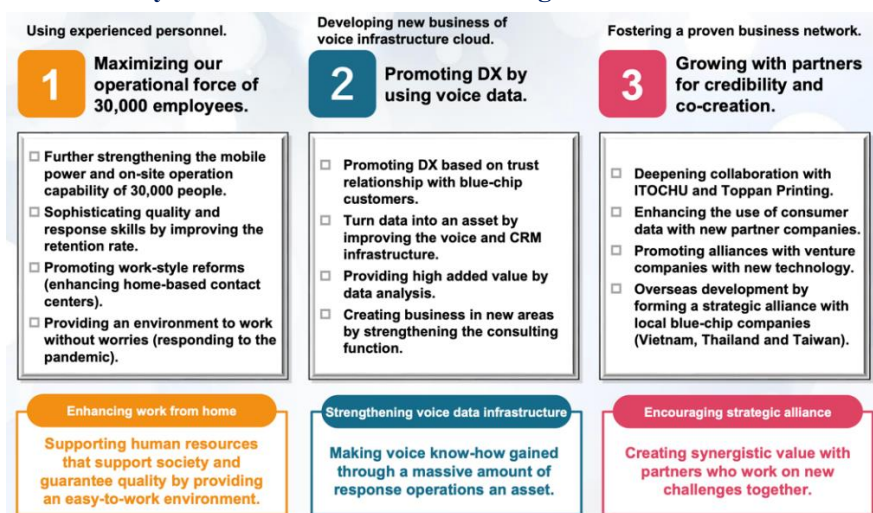 Using experienced personnel.
1
Maximizing our
operational force of
30,000 employees.
Further strengthening the mobile
power and on-site operation
capability of 30,000 people.
Sophisticating quality and
response skills by improving the
retention rate.
Promoting work-style reforms
(enhancing home-based contact
centers).
Providing an environment to work
without worries (responding to the
pandemic).
Enhancing work from home
Supporting human resources
that support society and
guarantee quality by providing
an easy-to-work environment.
Developing new business of
voice infrastructure cloud.
2
Promoting DX by
using voice data.
Promoting DX based on trust
relationship with blue-chip
customers.
Turn data into an asset by
improving the voice and CRM
infrastructure.
Providing high added value by
data analysis.
Creating business in new areas
by strengthening the consulting
function.
Strengthening voice data infrastructure
Making voice know-how gained
through a massive amount of
response operations an asset.
Fostering a proven business network.
3
Growing with partners
for credibility and
co-creation.
Deepening collaboration with
ITOCHU and Toppan Printing.
Enhancing the use of consumer
data with new partner companies.
Promoting alliances with venture
companies with new technology.
Overseas development by
forming a strategic alliance with
local blue-chip companies
(Vietnam, Thailand and Taiwan).
Encouraging strategic alliance
Creating synergistic value with
partners who work on new
challenges together.